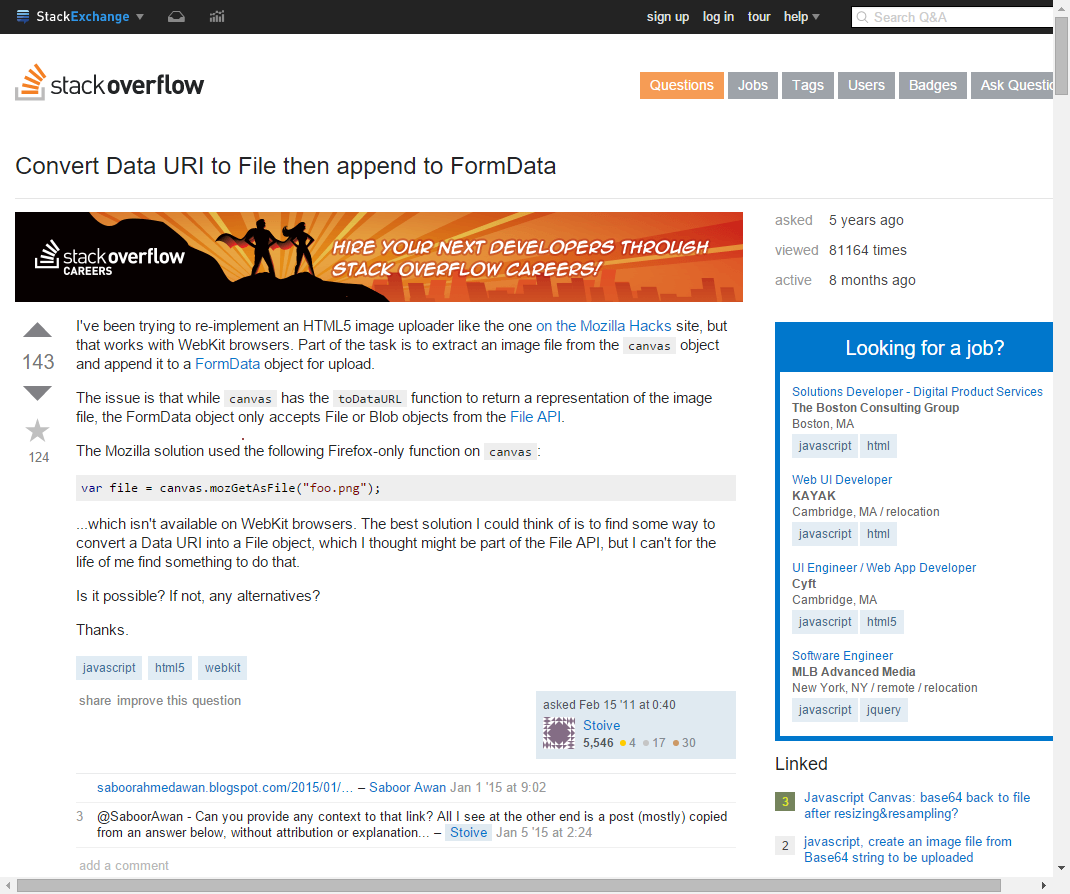 StackExchange sign up log in tour help Search Q&A
stackoverflow
Questions Jobs Tags Users Badges Ask Questio
Convert Data URI to File then append to FormData
stackoverflow
CAREERS
HIRE YOUR NEXT DEVELOPERS THROUGH
STACK OVERFLOW CAREERS!
143
124
I've been trying to re-implement an HTML5 image uploader like the one on the Mozilla Hacks site, but
that works with WebKit browsers. Part of the task is to extract an image file from the canvas object
and append it to a FormData object for upload.
The issue is that while canvas has the toDataURL function to return a representation of the image
file, the FormData object only accepts File or Blob objects from the File API.
The Mozilla solution used the following Firefox-only function on canvas:
var file = canvas.mozGetAsFile("foo.png");
...which isn't available on WebKit browsers. The best solution I could think of is to find some way to
convert a Data URI into a File object, which I thought might be part of the File API, but I can't for the
life of me find something to do that.
Is it possible? If not, any alternatives?
Thanks.
javascript html5 webkit
share improve this question
asked Feb 15 '11 at 0:40
Stoive
5,546 4 17 30
saboorahmedawan.blogspot.com/2015/01/… – Saboor Awan Jan 1 '15 at 9:02
3 @SaboorAwan - Can you provide any context to that link? All I see at the other end is a post (mostly) copied
from an answer below, without attribution or explanation... – Stoive Jan 5 '15 at 2:24
add a comment
asked 5 years ago
viewed 81164 times
active 8 months ago
Looking for a job?
Solutions Developer - Digital Product Services
The Boston Consulting Group
Boston, MA
javascript html
Web UI Developer
KAYAK
Cambridge, MA / relocation
javascript html
UI Engineer / Web App Developer
Cyft
Cambridge, MA
javascript html5
Software Engineer
MLB Advanced Media
New York, NY / remote / relocation
javascript jquery
Linked
3 Javascript Canvas: base64 back to file
after resizing&resampling?
2 javascript, create an image file from
Base64 string to be uploaded